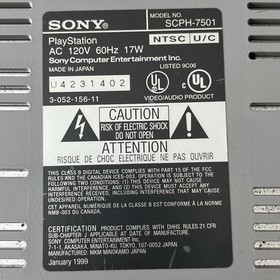 SONY
MODEL NO. SCPH-7501
PlayStation
NTSC U/C
AC 120V 60Hz 17W
Sony Computer Entertainment Inc.
MADE IN JAPAN
LISTED 9C06
U4231402
VIDEO/AUDIO PRODUCT
3-052-156-11
CAUTION
RISK OF ELECTRIC SHOCK
DO NOT OPEN
ATTENTION
RISQUE DE CHOC ELECTRIQUE NE PAS OUVRIR
THIS CLASS B DIGITAL DEVICE COMPLIES WITH PART 15 OF THE FCC
RULES AND THE CANADIAN ICES-003. OPERATION IS SUBJECT TO
THE FOLLOWING TWO CONDITIONS: (1) THIS DEVICE MAY NOT
CAUSE HARMFUL INTERFERENCE, AND (2) THIS DEVICE MUST
ACCEPT ANY INTERFERENCE RECEIVED, INCLUDING INTERFERENCE
THAT MAY CAUSE UNDESIRED OPERATION.
CET APPAREIL NUMÉRIQUE DE LA CLASSE B EST CONFORME À LA NORME
NMB-003 DU CANADA.
CERTIFICATION : THIS PRODUCT COMPLIES WITH DHHS RULES 21 CFR
SUB-CHAPTER J APPLICABLE AT DATE OF MANUFACTURE.
SONY COMPUTER ENTERTAINMENT INC.
7-1-1, AKASAKA, MINATO-KU, TOKYO, 107-0052 JAPAN
MANUFACTURED: MKM MINOKAMO JAPAN
January 1999